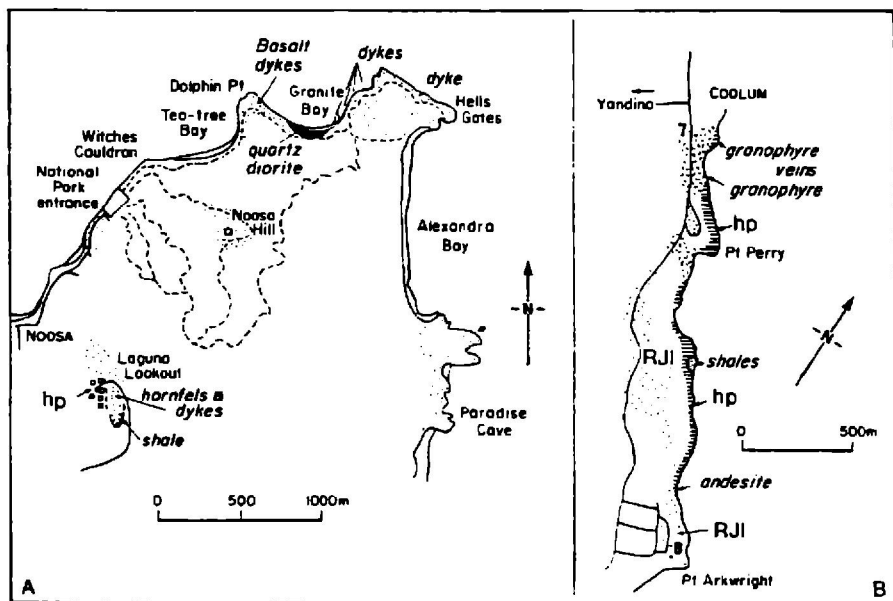 Basalt
dykes
dykes
Dolphin Pt
Granite
Bay
dyke
Hells
Gates
Tea-tree
Bay
Witches
Cauldron
quartz
diorite
National
Park
entrance
Noosa
Hill
Alexandra
Bay
N
NOOSA
Laguna
Lookout
hp
hornfels &
dykes
shale
Paradise
Cave
0 500 1000m
A
Yandina
COOLUM
7
granophyre
veins
granophyre
hp
Pt Perry
N
RJI
shales
hp
0 500m
andesite
RJI
B
Pt Arkwright
B